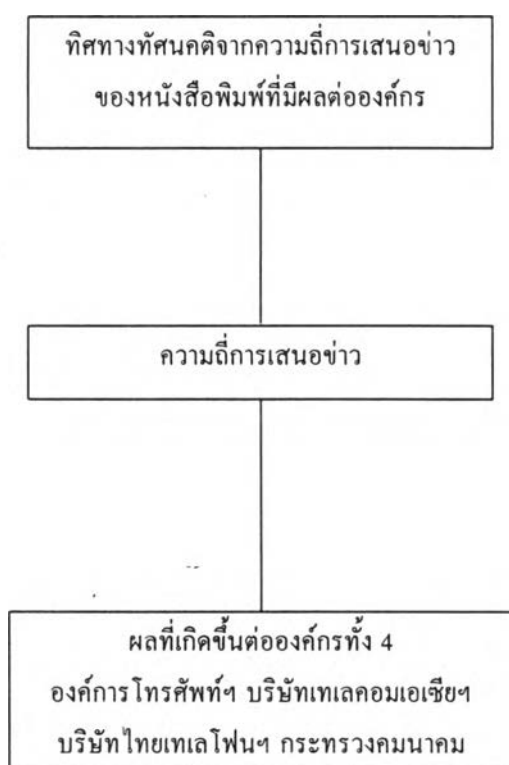 ทิศทางทัศนคติจากความถี่การเสนอข่าว
ของหนังสือพิมพ์ที่มีผลต่อองค์กร
ความถี่การเสนอข่าว
ผลที่เกิดขึ้นต่อองค์กรทั้ง 4
องค์การโทรศัพท์ฯ บริษัทเทเลคอมเอเซียฯ
บริษัทไทยเทเลโฟนฯ กระทรวงคมนาคม